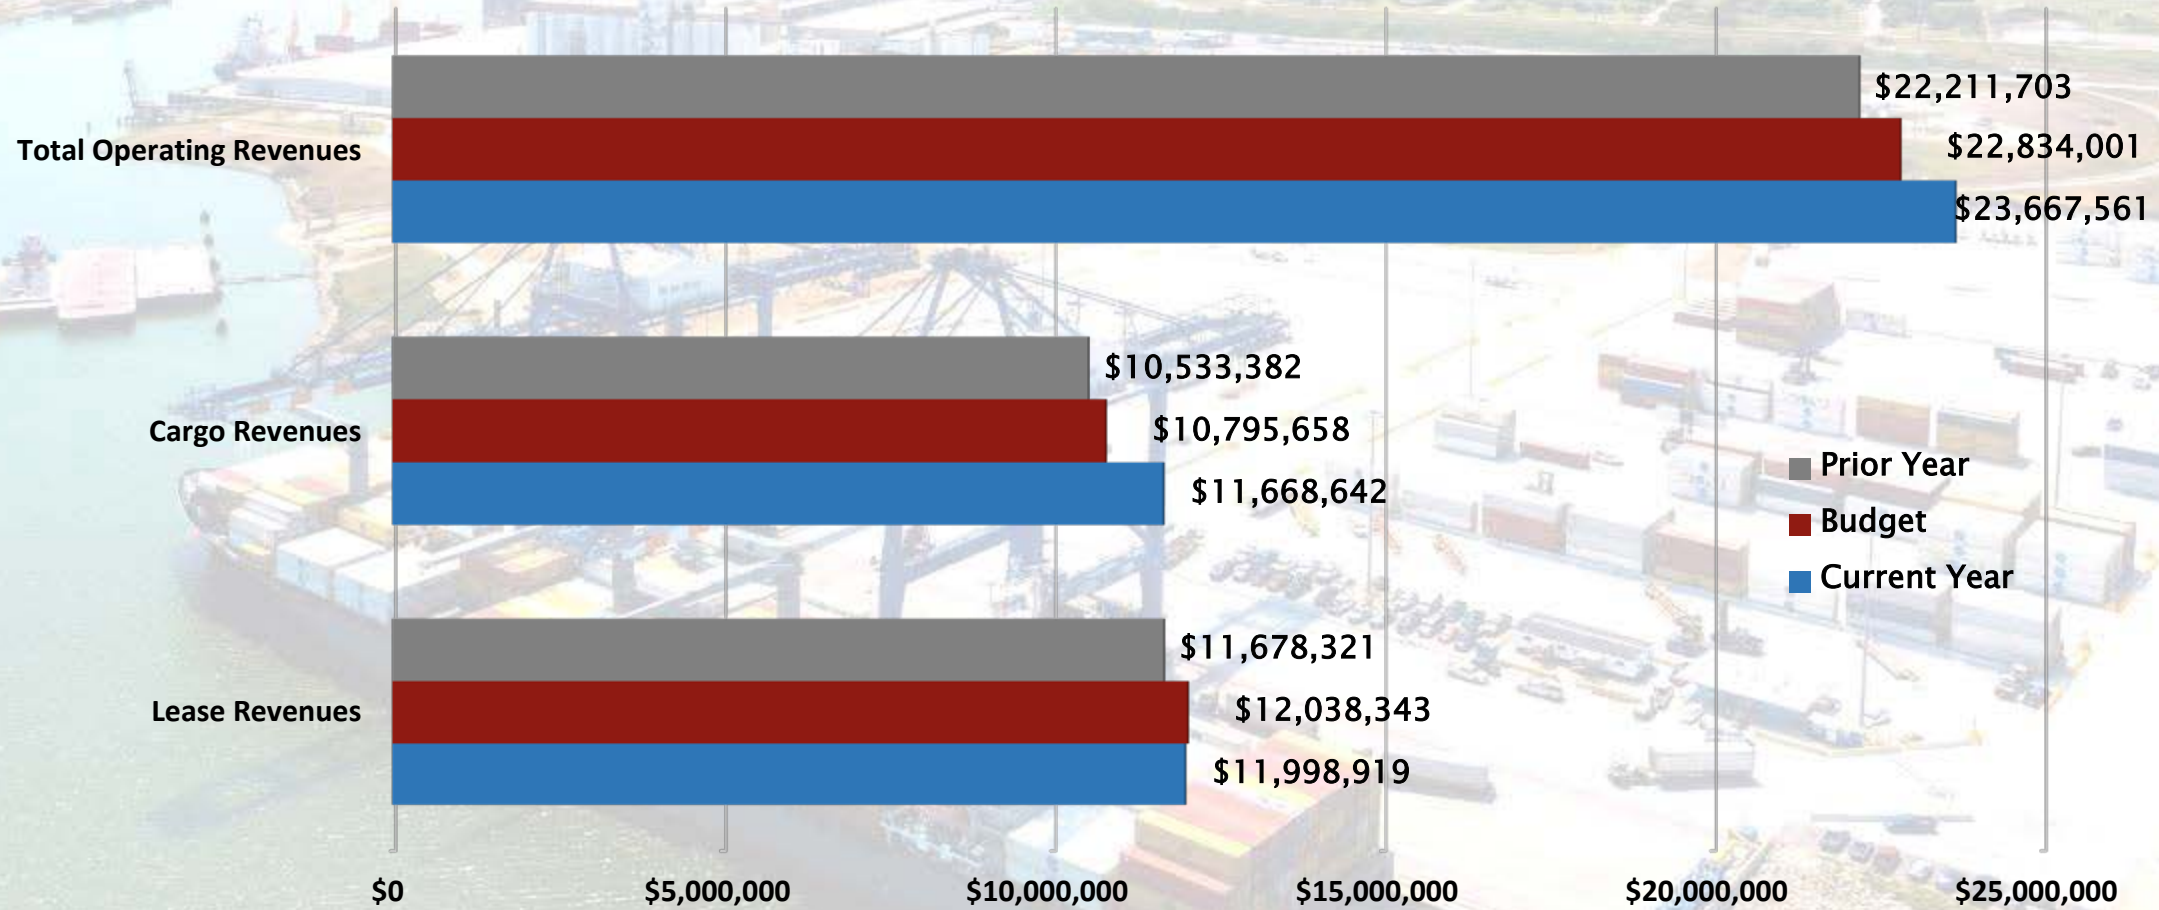 $22,211,703
Total Operating Revenues
$22,834,001
$23,667,561
$10,533,382
Cargo Revenues
$10,795,658
$11,668,642
Prior Year
Budget
Current Year
$11,678,321
Lease Revenues
$12,038,343
$11,998,919
$0
$5,000,000
$10,000,000
$15,000,000
$20,000,000
$25,000,000